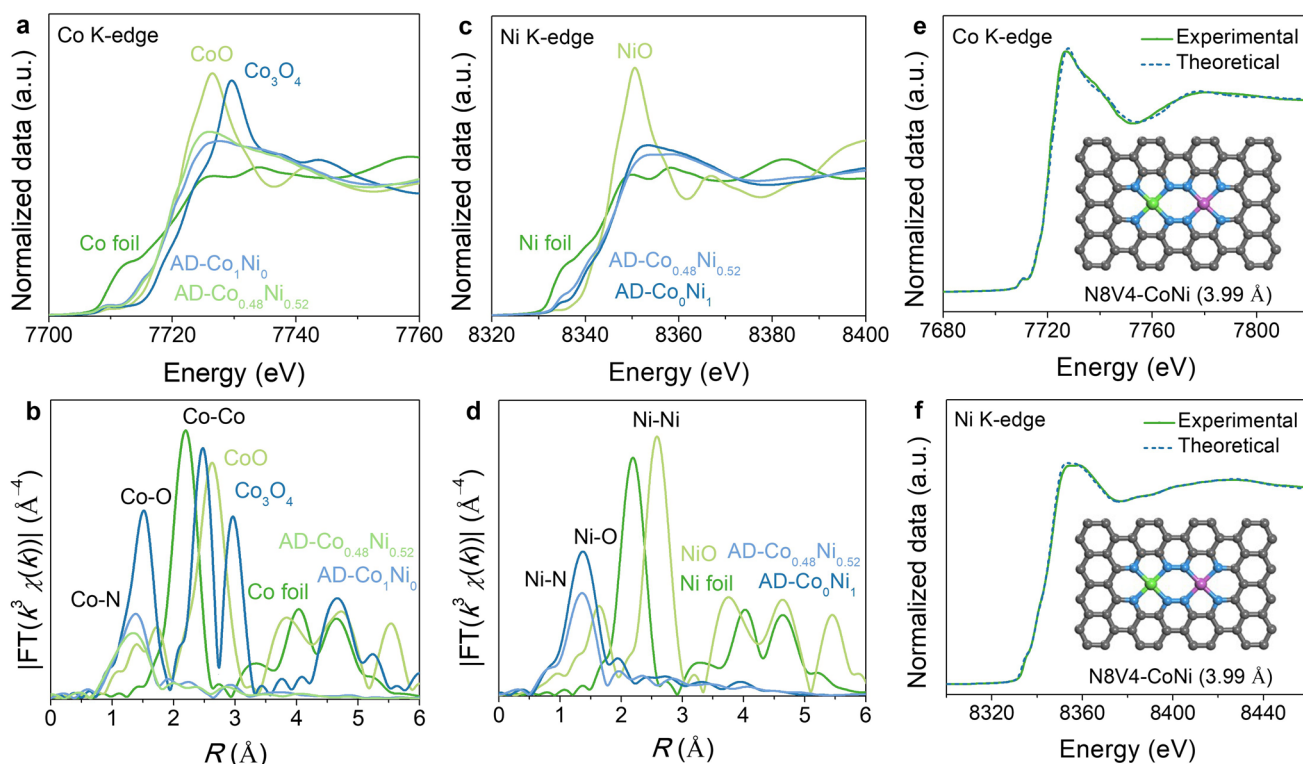 a
Co K-edge
CoO
Co₃O₄
Co foil
AD-Co₁Ni₀
AD-Co₀.₄₈Ni₀.₅₂
Normalized data (a.u.)
7700 7720 7740 7760
Energy (eV)
c
Ni K-edge
NiO
Ni foil
AD-Co₀.₄₈Ni₀.₅₂
AD-Co₀Ni₁
Normalized data (a.u.)
8320 8340 8360 8380 8400
Energy (eV)
e
Co K-edge
Experimental
Theoretical
N8V4-CoNi (3.99 Å)
Normalized data (a.u.)
7680 7720 7760 7800
Energy (eV)
b
Co-Co
CoO
Co₃O₄
Co-O
AD-Co₀.₄₈Ni₀.₅₂
AD-Co₁Ni₀
Co foil
Co-N
|FT(k³ χ(k))| (Å⁻⁴)
0 1 2 3 4 5 6
R (Å)
d
Ni-Ni
Ni-O
NiO
AD-Co₀.₄₈Ni₀.₅₂
Ni-N
Ni foil
AD-Co₀Ni₁
|FT(k³ χ(k))| (Å⁻⁴)
0 1 2 3 4 5 6
R (Å)
f
Ni K-edge
Experimental
Theoretical
N8V4-CoNi (3.99 Å)
Normalized data (a.u.)
8320 8360 8400 8440
Energy (eV)